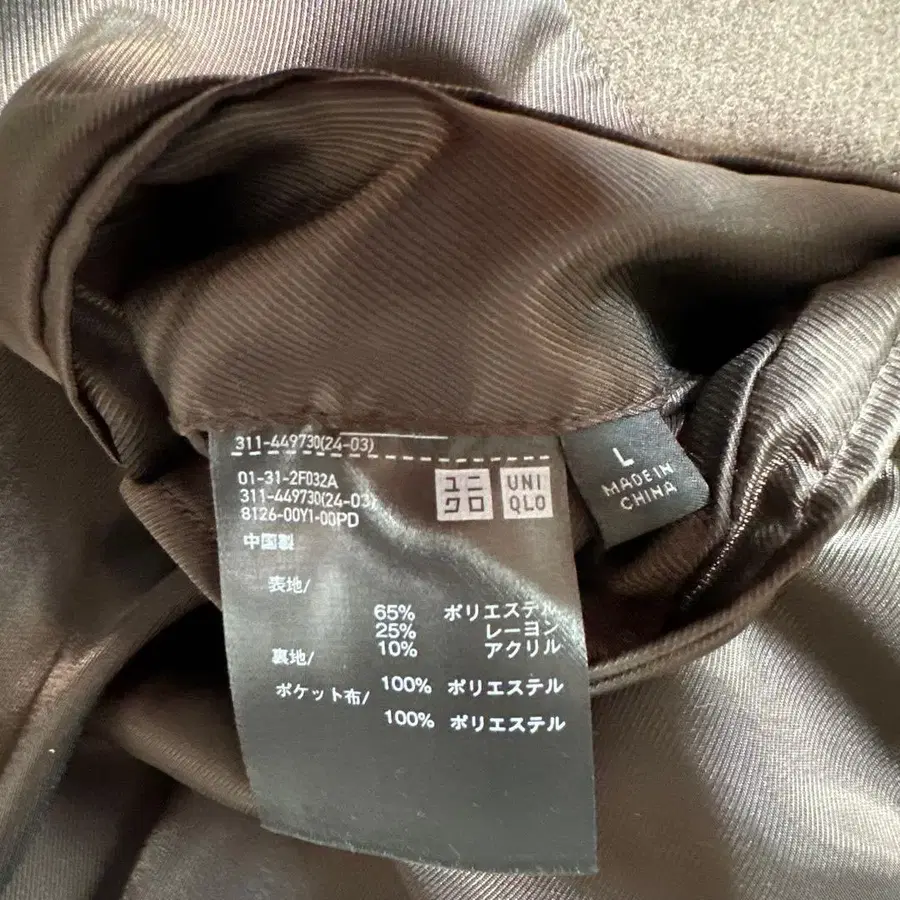 311-449730(24-03)
01-31-2F032A
311-449730(24-03)
8126-00Y1-00PD
中国製
ユニクロ
UNIQLO
L
MADE IN
CHINA
表地/
65% ポリエステル
25% レーヨン
10% アクリル
裏地/
100% ポリエステル
ポケット布/
100% ポリエステル